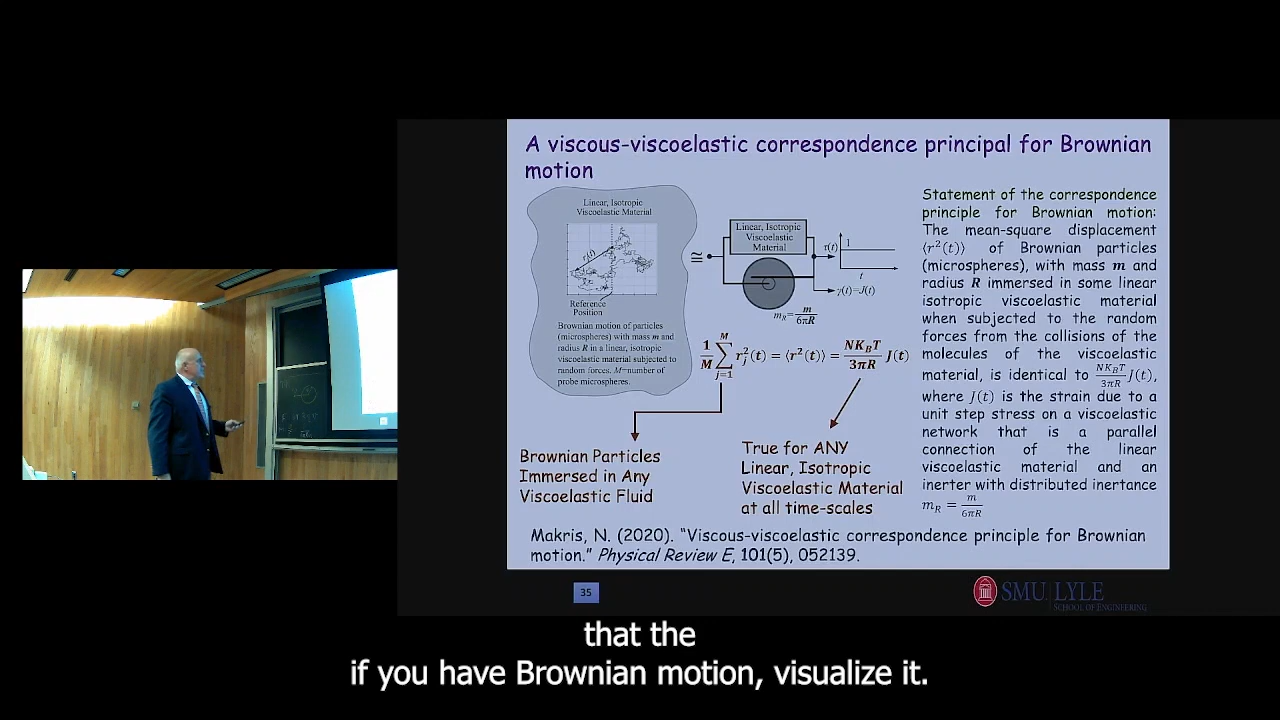 A viscous-viscoelastic correspondence principal for Brownian
motion
Linear, Isotropic
Viscoelastic Material
r(t)
Reference
Position
Brownian motion of particles
(microspheres) with mass m and
radius R in a linear, isotropic
viscoelastic material subjected to
random forces. M=number of
probe microspheres.
≅
Linear, Isotropic
Viscoelastic
Material
τ(t)
1
t
γ(t)=J(t)
m_R = m/6πR
1/M ∑_{j=1}^{M} r_j^2(t) = ⟨r^2(t)⟩ = NK_BT/3πR J(t)
Brownian Particles
Immersed in Any
Viscoelastic Fluid
True for ANY
Linear, Isotropic
Viscoelastic Material
at all time-scales
Statement of the correspondence
principle for Brownian motion:
The mean-square displacement
⟨r^2(t)⟩ of Brownian particles
(microspheres), with mass m and
radius R immersed in some linear
isotropic viscoelastic material
when subjected to the random
forces from the collisions of the
molecules of the viscoelastic
material, is identical to NK_BT/3πR J(t),
where J(t) is the strain due to a
unit step stress on a viscoelastic
network that is a parallel
connection of the linear
viscoelastic material and an
inerter with distributed inertance
m_R = m/6πR
Makris, N. (2020). “Viscous-viscoelastic correspondence principle for Brownian
motion.” Physical Review E, 101(5), 052139.
35
SMU LYLE
SCHOOL OF ENGINEERING
that the
if you have Brownian motion, visualize it.